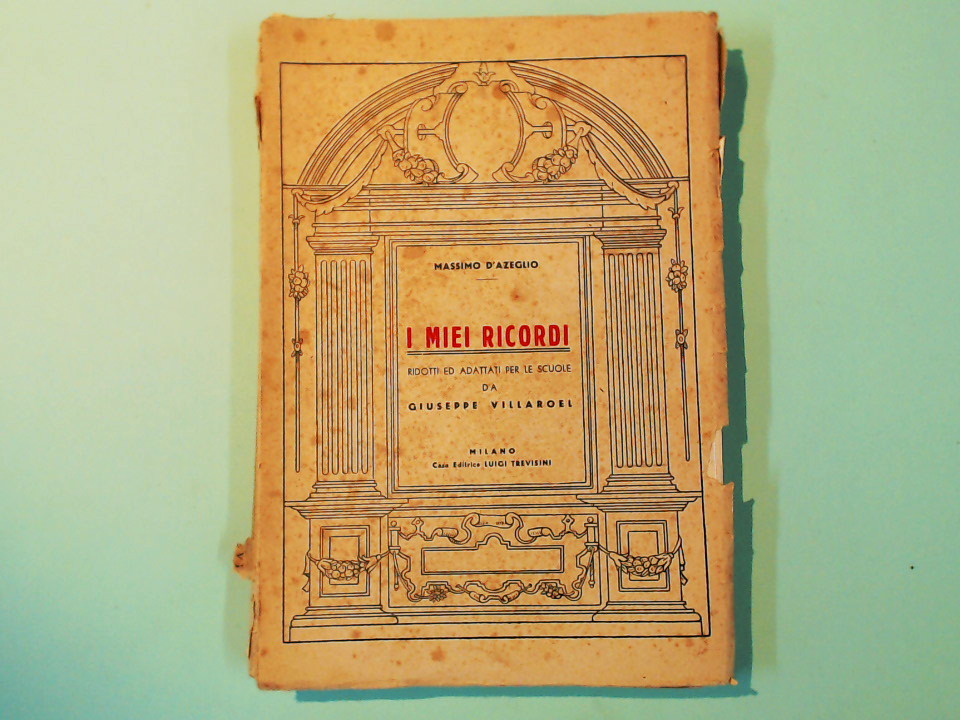 MASSIMO D'AZEGLIO
I MIEI RICORDI
RIDOTTI ED ADATTATI PER LE SCUOLE
DA
GIUSEPPE VILLAROEL
MILANO
Casa Editrice LUIGI TREVISINI